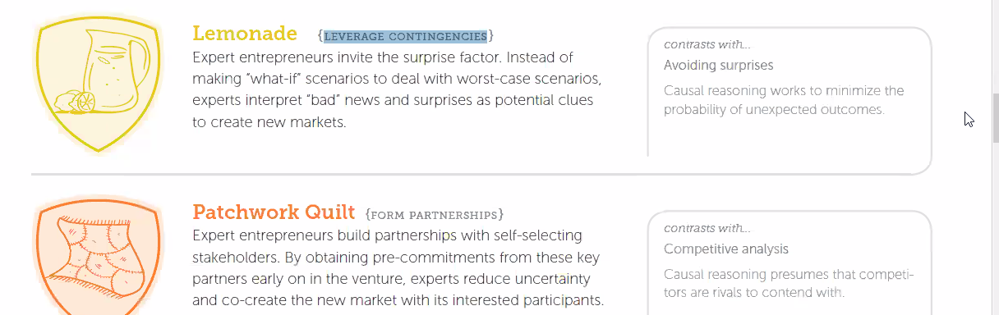 Lemonade {LEVERAGE CONTINGENCIES}
Expert entrepreneurs invite the surprise factor. Instead of
making “what-if” scenarios to deal with worst-case scenarios,
experts interpret “bad” news and surprises as potential clues
to create new markets.
contrasts with...
Avoiding surprises
Causal reasoning works to minimize the
probability of unexpected outcomes.
Patchwork Quilt {FORM PARTNERSHIPS}
Expert entrepreneurs build partnerships with self-selecting
stakeholders. By obtaining pre-commitments from these key
partners early on in the venture, experts reduce uncertainty
and co-create the new market with its interested participants.
contrasts with...
Competitive analysis
Causal reasoning presumes that competi-
tors are rivals to contend with.